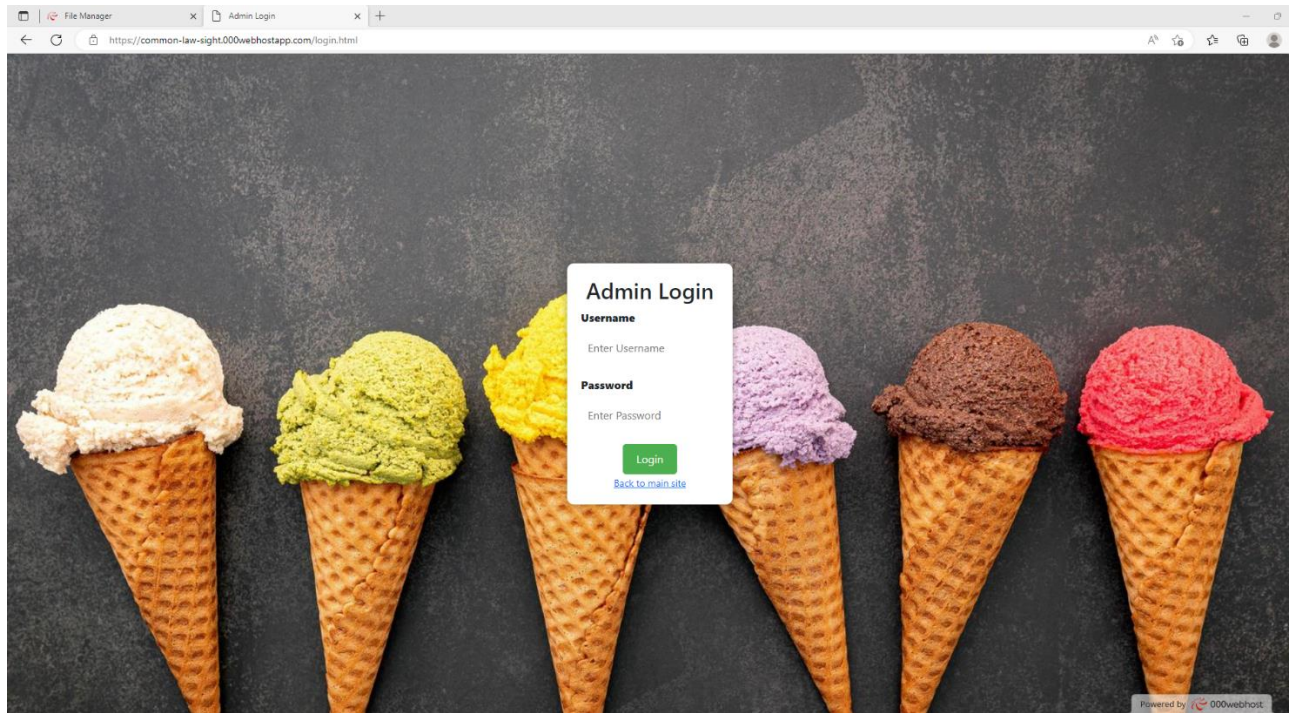 File Manager
Admin Login
https://common-law-sight.000webhostapp.com/login.html
Admin Login
Username
Enter Username
Password
Enter Password
Login
Back to main site
Powered by 000webhost